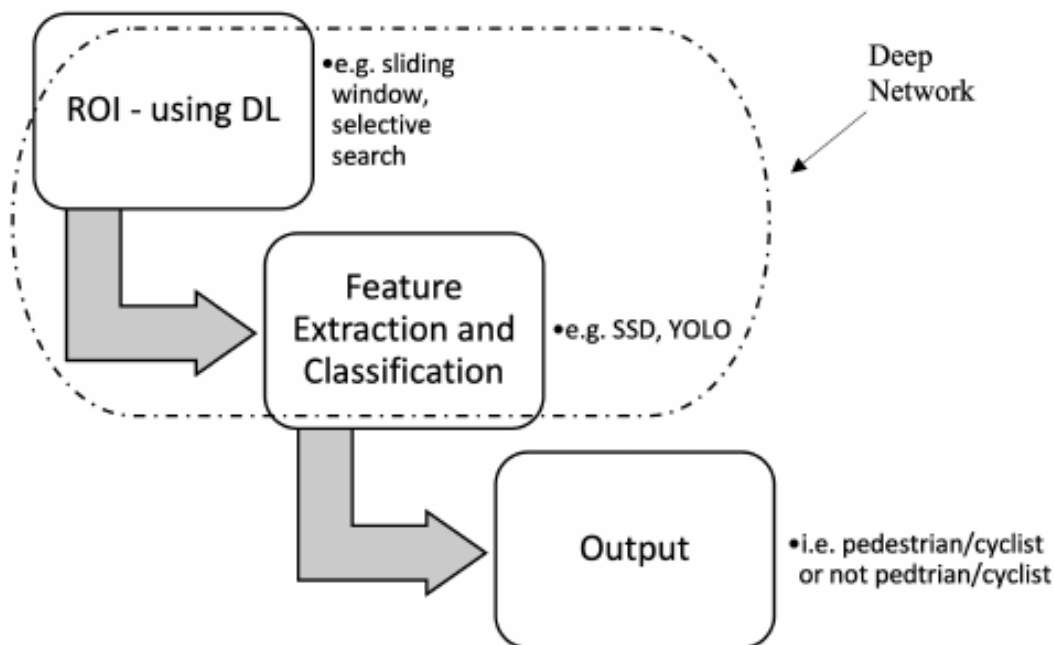 ROI - using DL
•e.g. sliding
window,
selective
search
Deep
Network
Feature
Extraction and
Classification
•e.g. SSD, YOLO
Output
•i.e. pedestrian/cyclist
or not pedtrian/cyclist